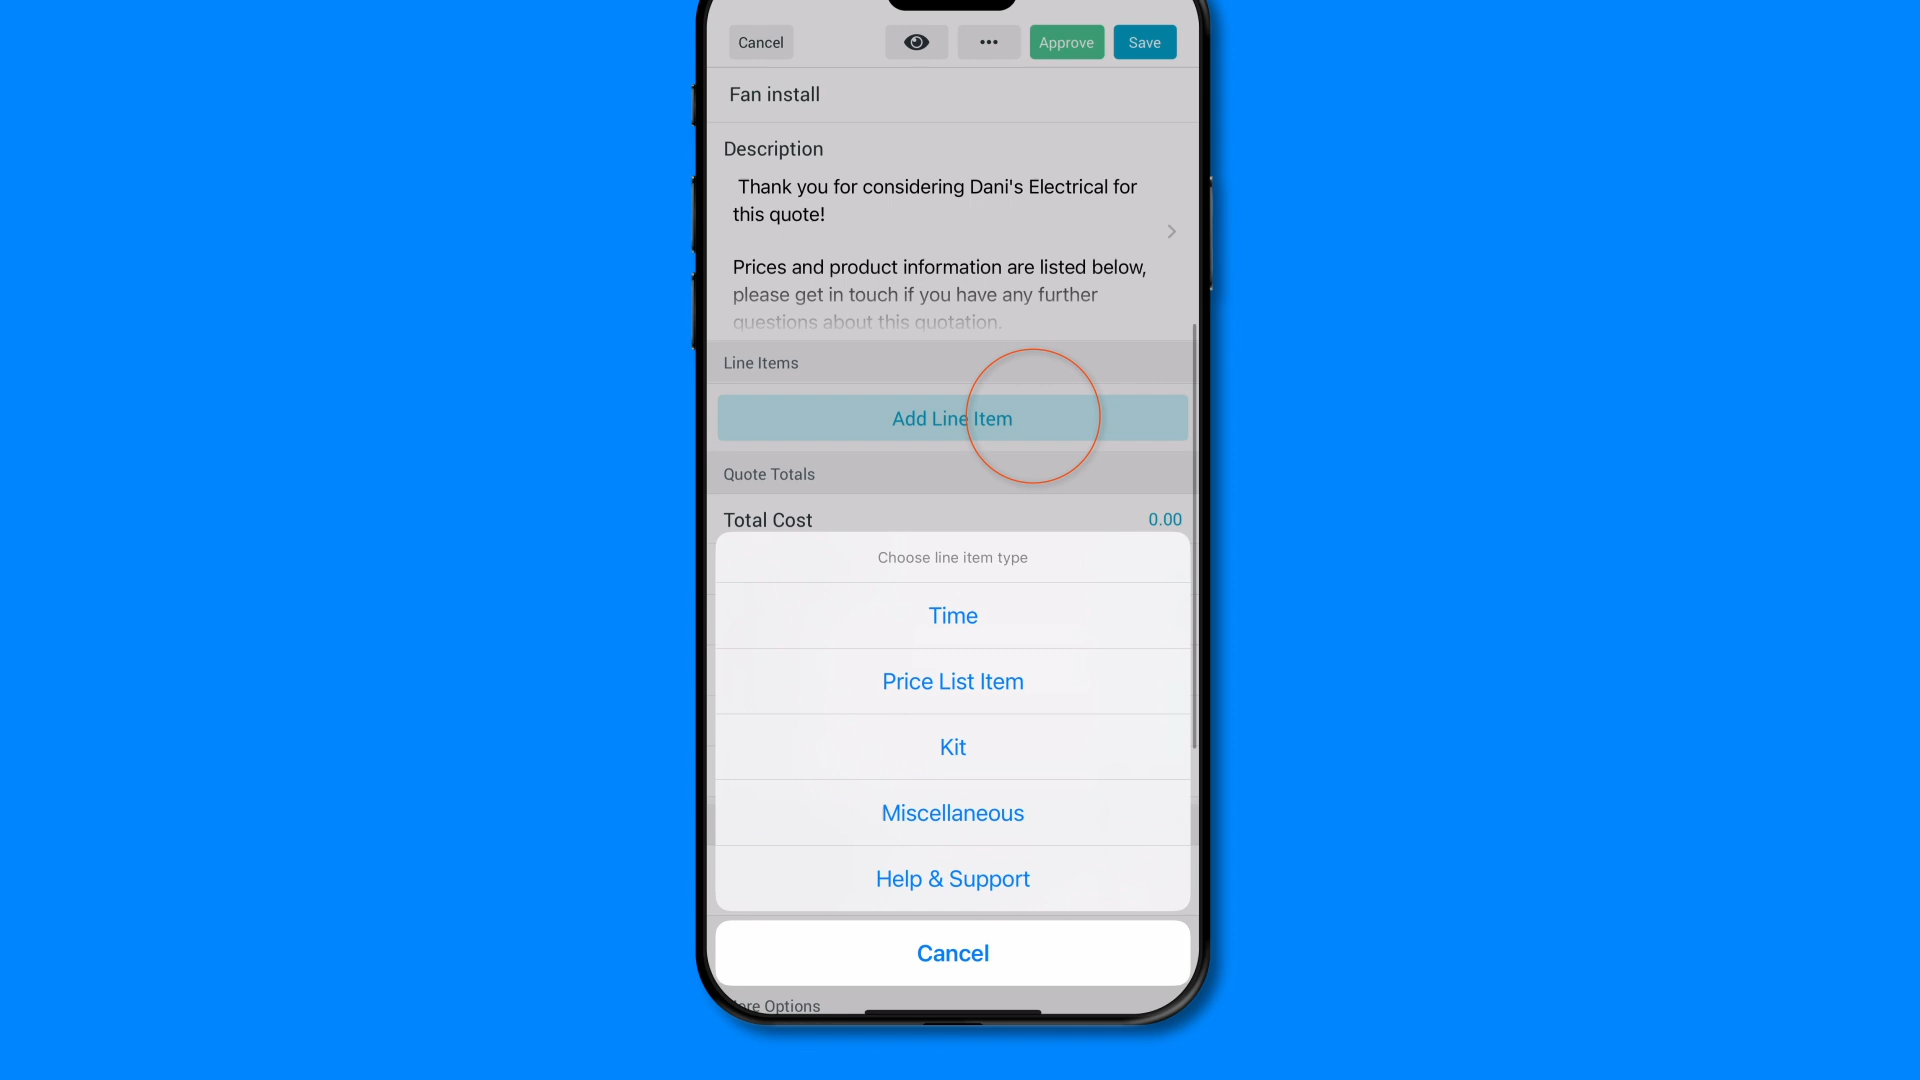 Cancel
Approve
Save
Fan install
Description
Thank you for considering Dani's Electrical for
this quote!
Prices and product information are listed below,
please get in touch if you have any further
questions about this quotation.
Line Items
Add Line Item
Quote Totals
Total Cost 0.00
Choose line item type
Time
Price List Item
Kit
Miscellaneous
Help & Support
Cancel
ore Options